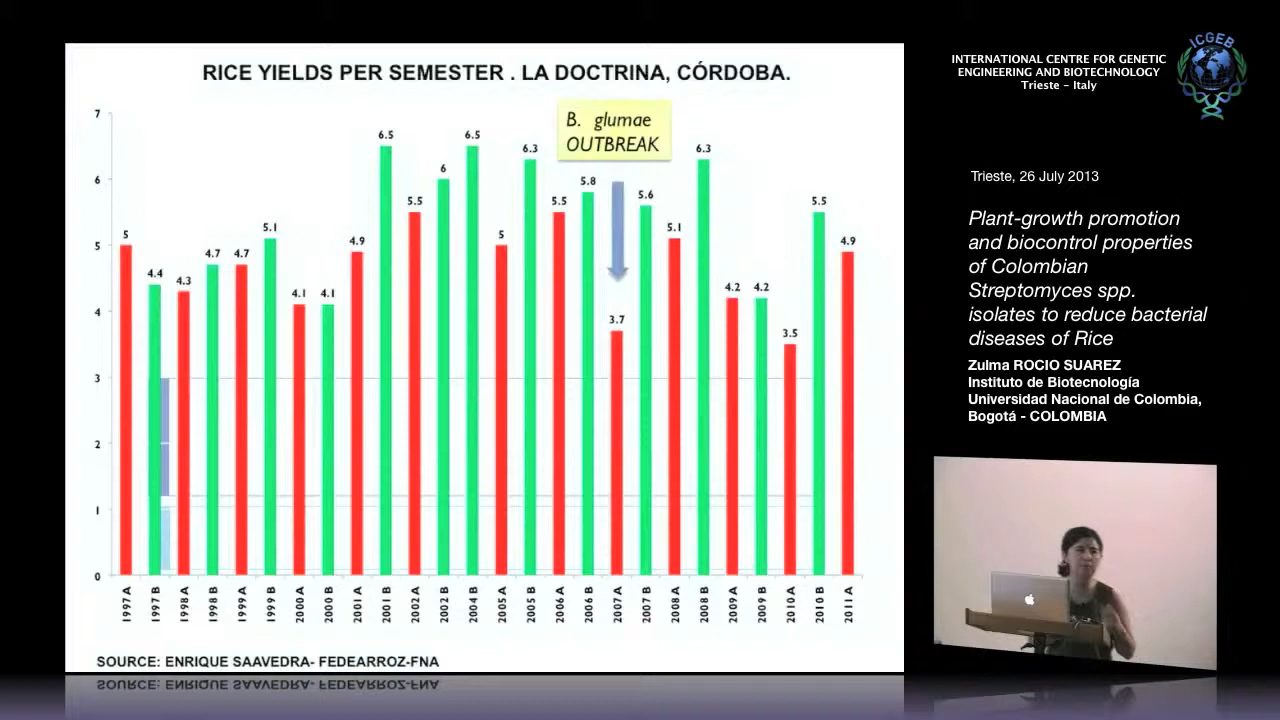 RICE YIELDS PER SEMESTER . LA DOCTRINA, CÓRDOBA.
B. glumae
OUTBREAK
7
6
5
4
3
2
1
0
5
4.4
4.3
4.7
4.7
5.1
4.1
4.1
4.9
6.5
5.5
6
6.5
5
6.3
5.5
5.8
3.7
5.6
5.1
6.3
4.2
4.2
3.5
5.5
4.9
1997 A
1997 B
1998 A
1998 B
1999 A
1999 B
2000 A
2000 B
2001 A
2001 B
2002 A
2002 B
2004 B
2005 A
2005 B
2006 A
2006 B
2007 A
2007 B
2008 A
2008 B
2009 A
2009 B
2010 A
2010 B
2011 A
SOURCE: ENRIQUE SAAVEDRA- FEDEARROZ-FNA
INTERNATIONAL CENTRE FOR GENETIC
ENGINEERING AND BIOTECHNOLOGY
Trieste - Italy
ICGEB
Trieste, 26 July 2013
Plant-growth promotion
and biocontrol properties
of Colombian
Streptomyces spp.
isolates to reduce bacterial
diseases of Rice
Zulma ROCIO SUAREZ
Instituto de Biotecnología
Universidad Nacional de Colombia,
Bogotá - COLOMBIA